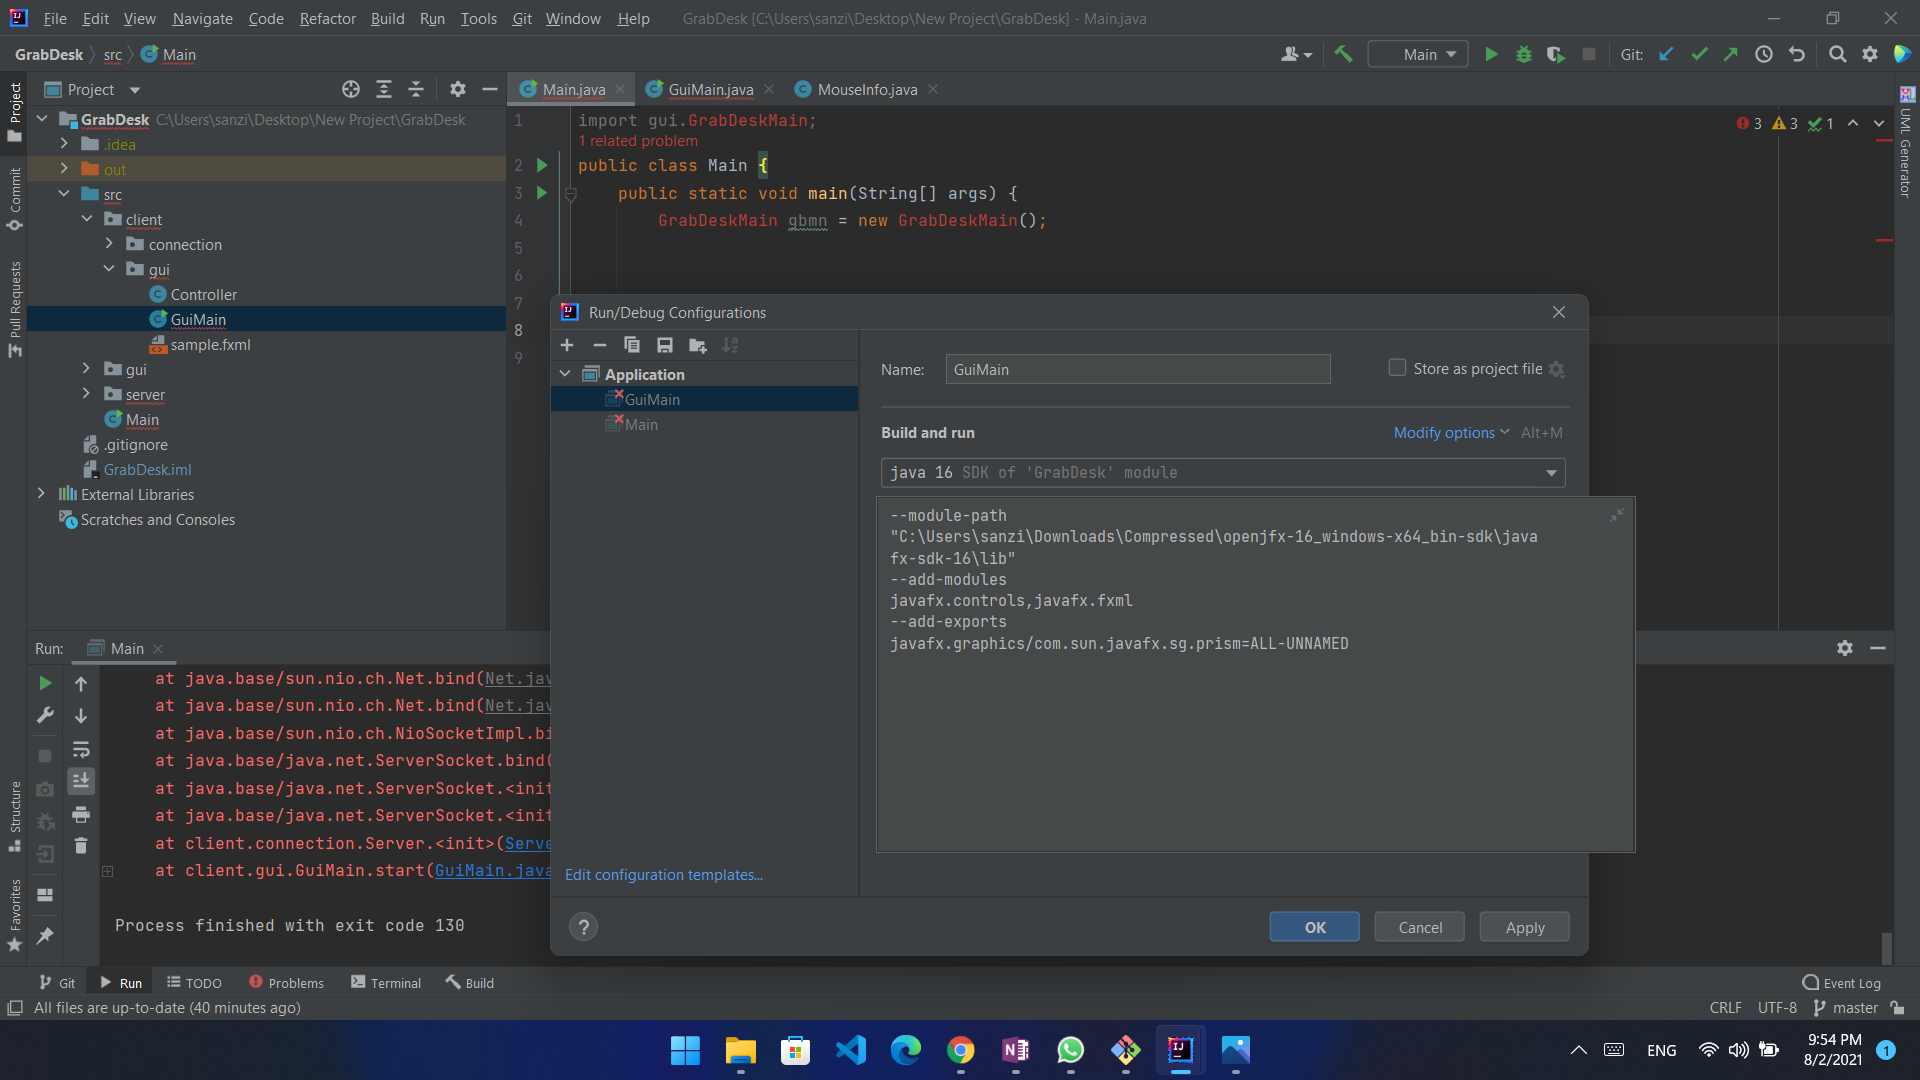 File Edit View Navigate Code Refactor Build Run Tools Git Window Help GrabDesk [C:\Users\sanzi\Desktop\New Project\GrabDesk] - Main.java
GrabDesk src Main
Main Git:
Project
Main.java GuiMain.java MouseInfo.java
GrabDesk C:\Users\sanzi\Desktop\New Project\GrabDesk
.idea
out
src
client
connection
gui
Controller
GuiMain
sample.fxml
gui
server
Main
.gitignore
GrabDesk.iml
External Libraries
Scratches and Consoles
Project
Commit
Pull Requests
Structure
Favorites
UML Generator
3 3 1
1 import gui.GrabDeskMain;
1 related problem
2 public class Main {
3 public static void main(String[] args) {
4 GrabDeskMain gbmn = new GrabDeskMain();
5
6
7
8
9
Run/Debug Configurations
Application
GuiMain
Main
Edit configuration templates...
Name: GuiMain Store as project file
Build and run Modify options Alt+M
java 16 SDK of 'GrabDesk' module
--module-path
"C:\Users\sanzi\Downloads\Compressed\openjfx-16_windows-x64_bin-sdk\java
fx-sdk-16\lib"
--add-modules
javafx.controls,javafx.fxml
--add-exports
javafx.graphics/com.sun.javafx.sg.prism=ALL-UNNAMED
? OK Cancel Apply
Run: Main
at java.base/sun.nio.ch.Net.bind(Net.jav
at java.base/sun.nio.ch.Net.bind(Net.jav
at java.base/sun.nio.ch.NioSocketImpl.bi
at java.base/java.net.ServerSocket.bind(
at java.base/java.net.ServerSocket.<init
at java.base/java.net.ServerSocket.<init
at client.connection.Server.<init>(Serve
at client.gui.GuiMain.start(GuiMain.java
Process finished with exit code 130
Git Run TODO Problems Terminal Build Event Log
All files are up-to-date (40 minutes ago) CRLF UTF-8 master
ENG 9:54 PM
8/2/2021 1